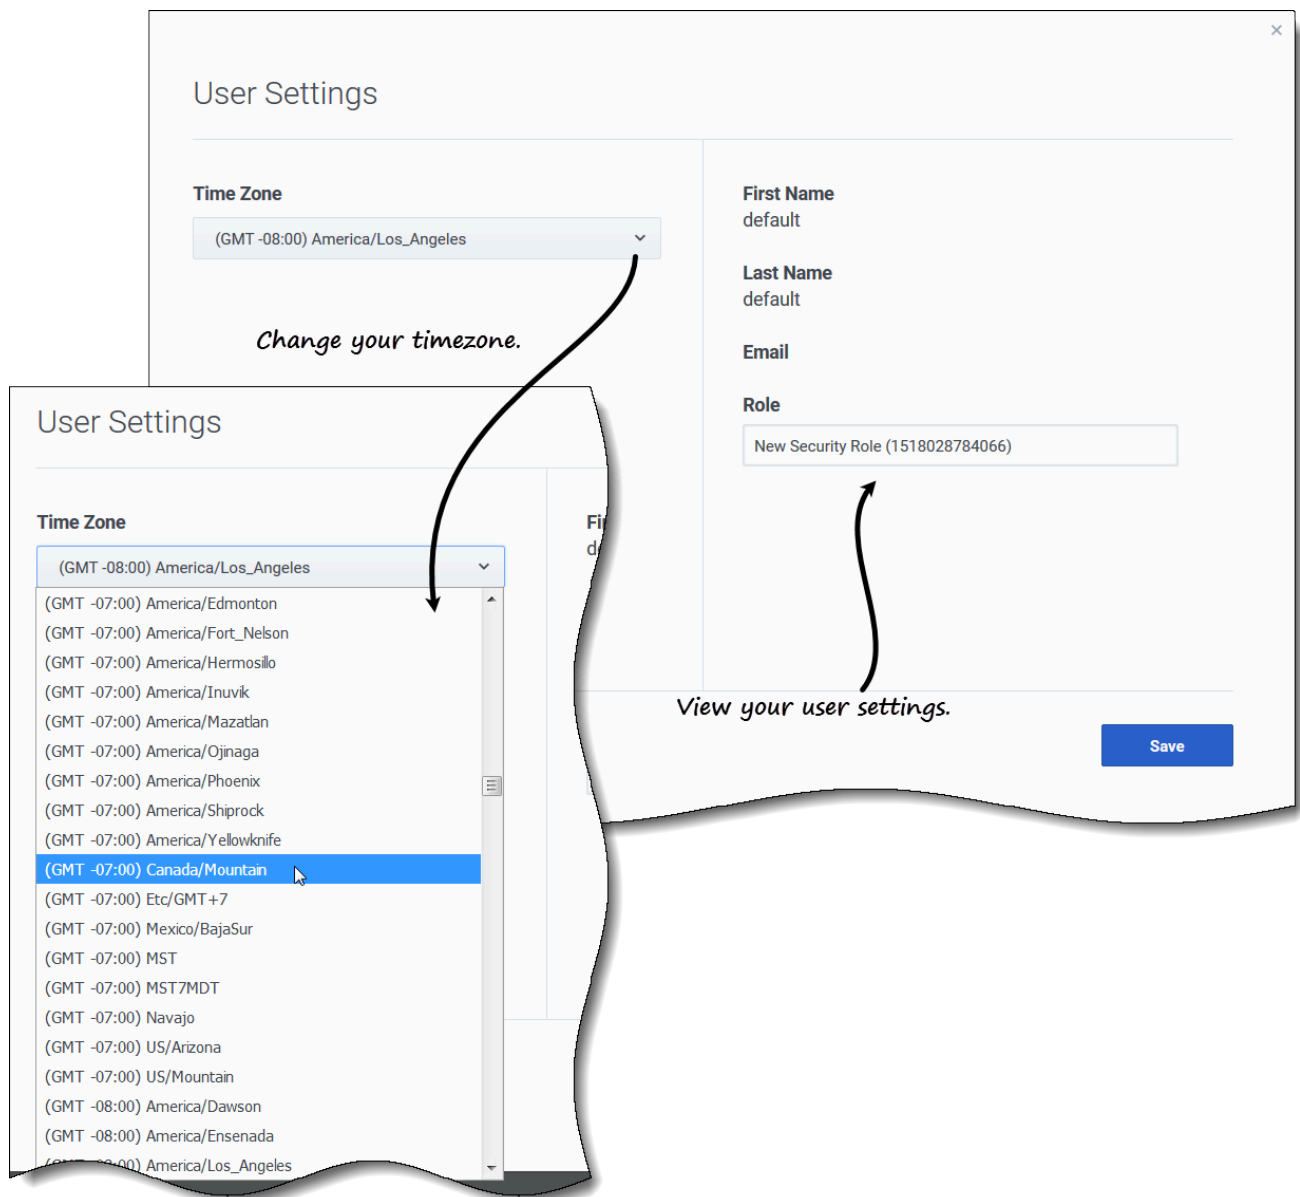 ×
User Settings
Time Zone
(GMT -08:00) America/Los_Angeles
Change your timezone.
First Name
default
Last Name
default
Email
Role
New Security Role (1518028784066)
View your user settings.
Save
User Settings
Time Zone
(GMT -08:00) America/Los_Angeles
(GMT -07:00) America/Edmonton
(GMT -07:00) America/Fort_Nelson
(GMT -07:00) America/Hermosillo
(GMT -07:00) America/Inuvik
(GMT -07:00) America/Mazatlan
(GMT -07:00) America/Ojinaga
(GMT -07:00) America/Phoenix
(GMT -07:00) America/Shiprock
(GMT -07:00) America/Yellowknife
(GMT -07:00) Canada/Mountain
(GMT -07:00) Etc/GMT+7
(GMT -07:00) Mexico/BajaSur
(GMT -07:00) MST
(GMT -07:00) MST7MDT
(GMT -07:00) Navajo
(GMT -07:00) US/Arizona
(GMT -07:00) US/Mountain
(GMT -08:00) America/Dawson
(GMT -08:00) America/Ensenada
America/Los_Angeles